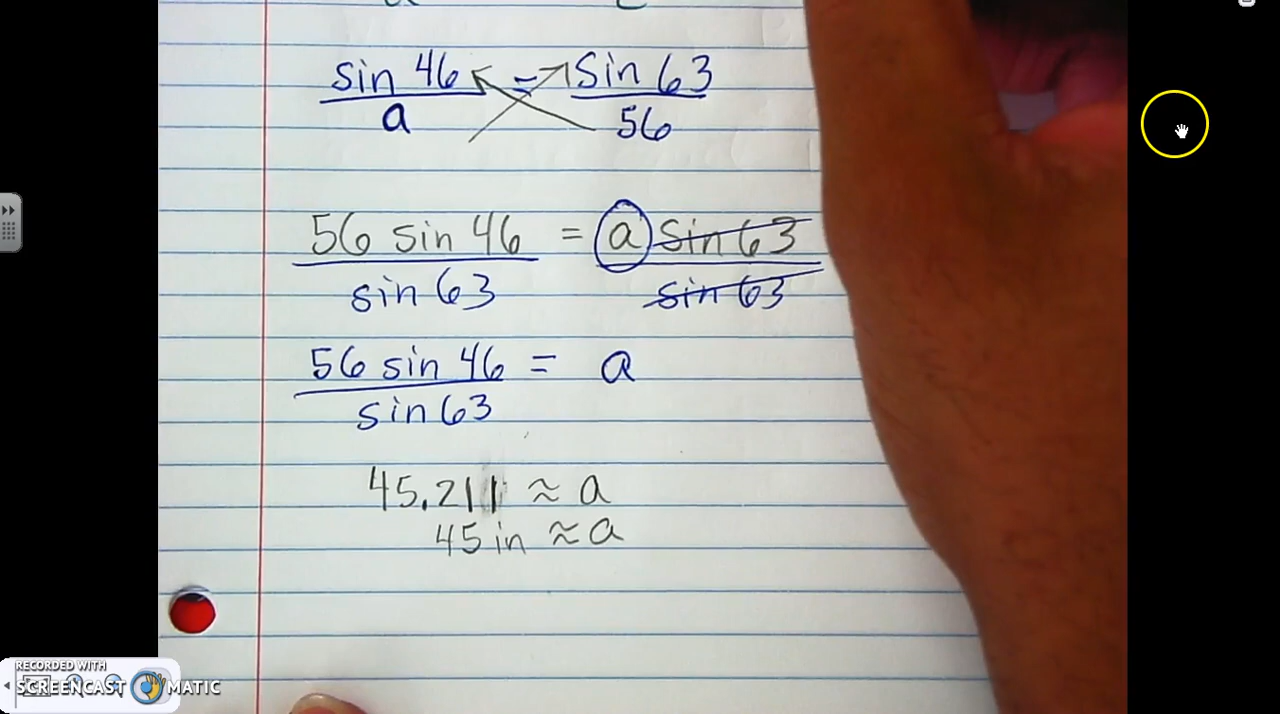 sin 46 = sin 63
a 56
56 sin 46 = a sin 63
sin 63 sin 63
56 sin 46 = a
sin 63
45.211 ≈ a
45 in ≈ a
RECORDED WITH
SCREENCAST MATIC